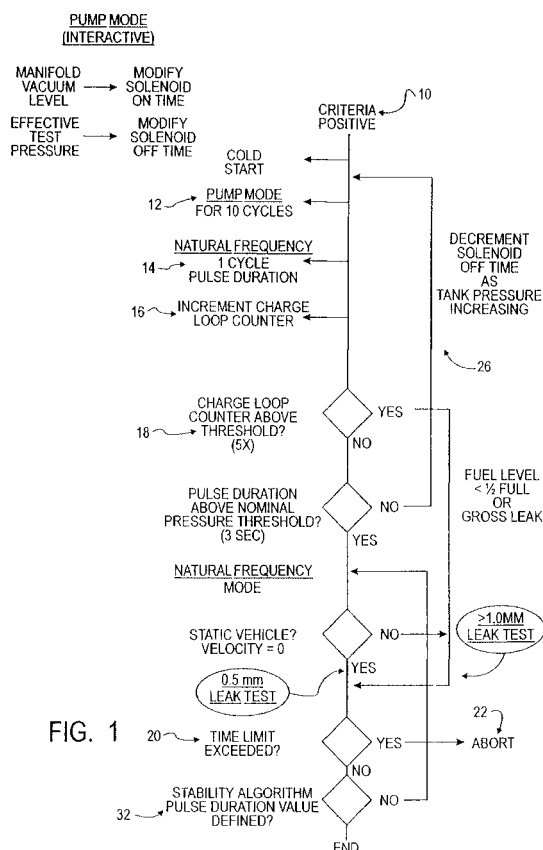 PUMP MODE
(INTERACTIVE)
MANIFOLD
VACUUM
LEVEL
MODIFY
SOLENOID
ON TIME
EFFECTIVE
TEST
PRESSURE
MODIFY
SOLENOID
OFF TIME
CRITERIA
POSITIVE
10
COLD
START
12
PUMP MODE
FOR 10 CYCLES
NATURAL FREQUENCY
14
1 CYCLE
PULSE DURATION
16
INCREMENT CHARGE
LOOP COUNTER
DECREMENT
SOLENOID
OFF TIME
AS
TANK PRESSURE
INCREASING
26
CHARGE LOOP
COUNTER ABOVE
18
THRESHOLD?
(5X)
YES
NO
PULSE DURATION
ABOVE NOMINAL
PRESSURE THRESHOLD?
(3 SEC)
NO
YES
FUEL LEVEL
< ½ FULL
OR
GROSS LEAK
NATURAL FREQUENCY
MODE
STATIC VEHICLE?
VELOCITY = 0
NO
YES
>1.0MM
LEAK TEST
0.5 mm
LEAK TEST
FIG. 1
20
TIME LIMIT
EXCEEDED?
YES
ABORT
22
NO
STABILITY ALGORITHM
PULSE DURATION VALUE
32
DEFINED?
NO
END